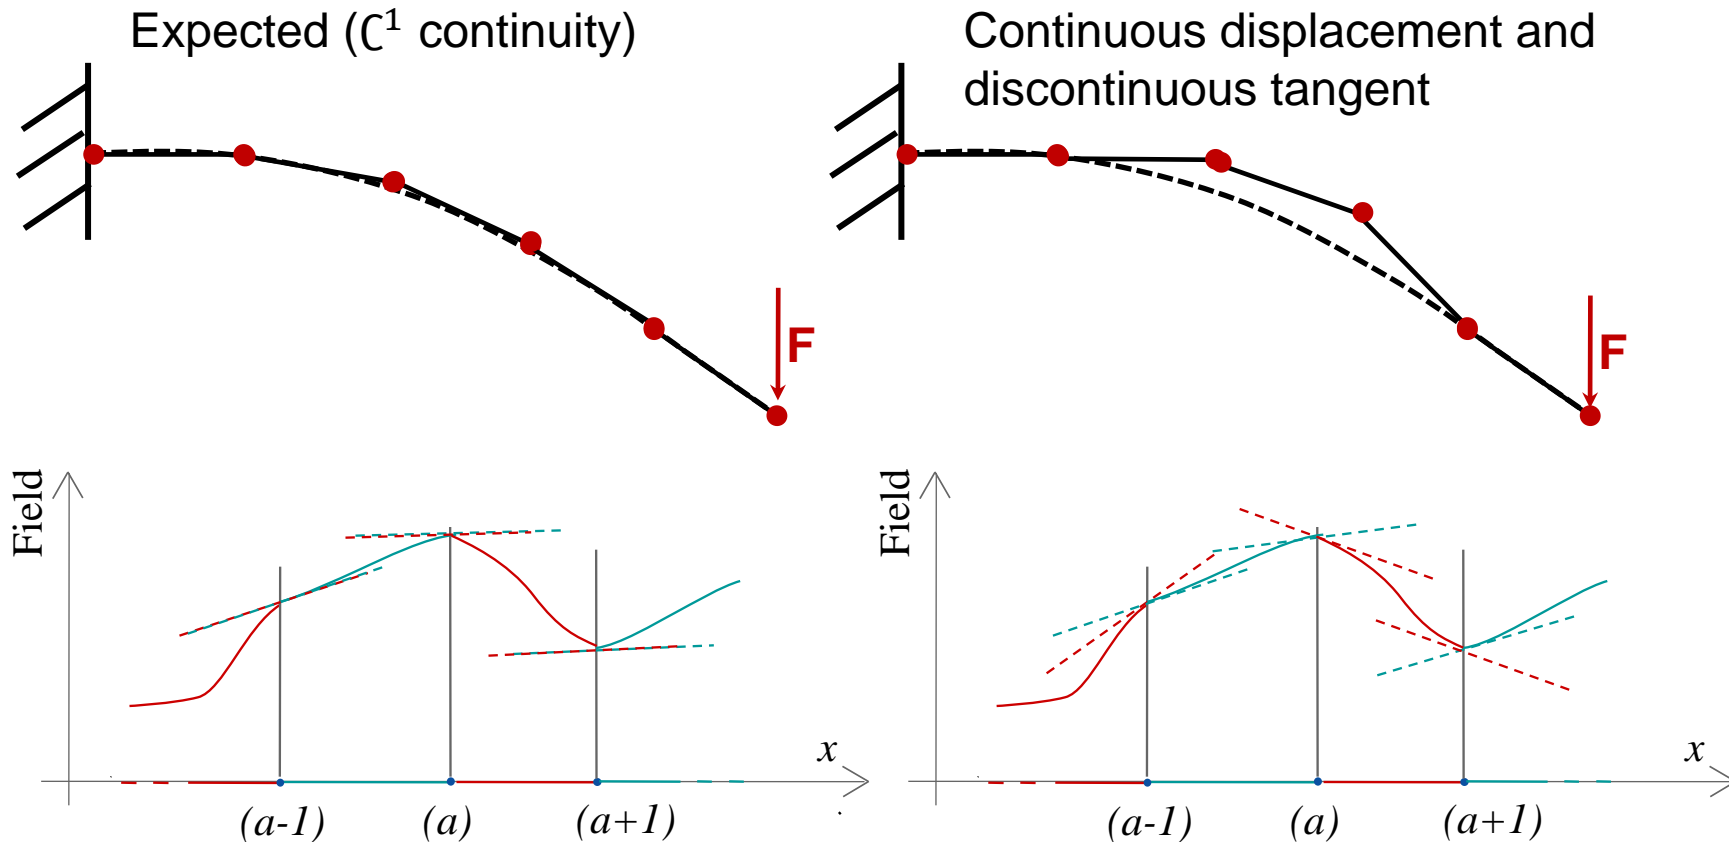 Expected (C¹ continuity)
Continuous displacement and
discontinuous tangent
F
F
Field
x
(a-1)
(a)
(a+1)
Field
x
(a-1)
(a)
(a+1)